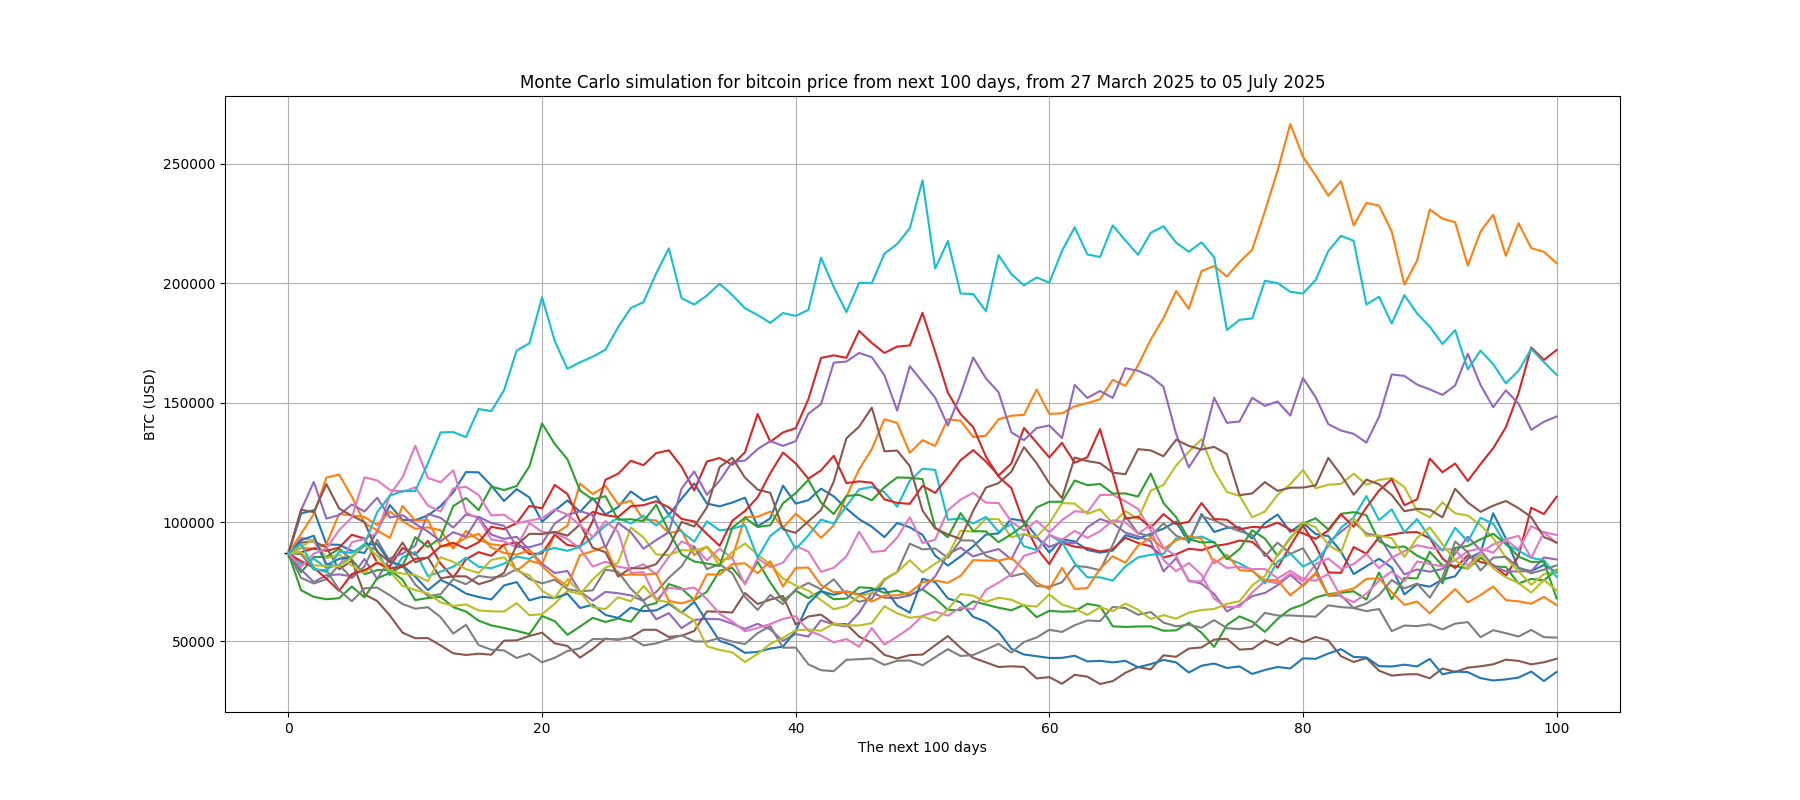 Monte Carlo simulation for bitcoin price from next 100 days, from 27 March 2025 to 05 July 2025
250000
200000
150000
100000
50000
BTC (USD)
0 20 40 60 80 100
The next 100 days